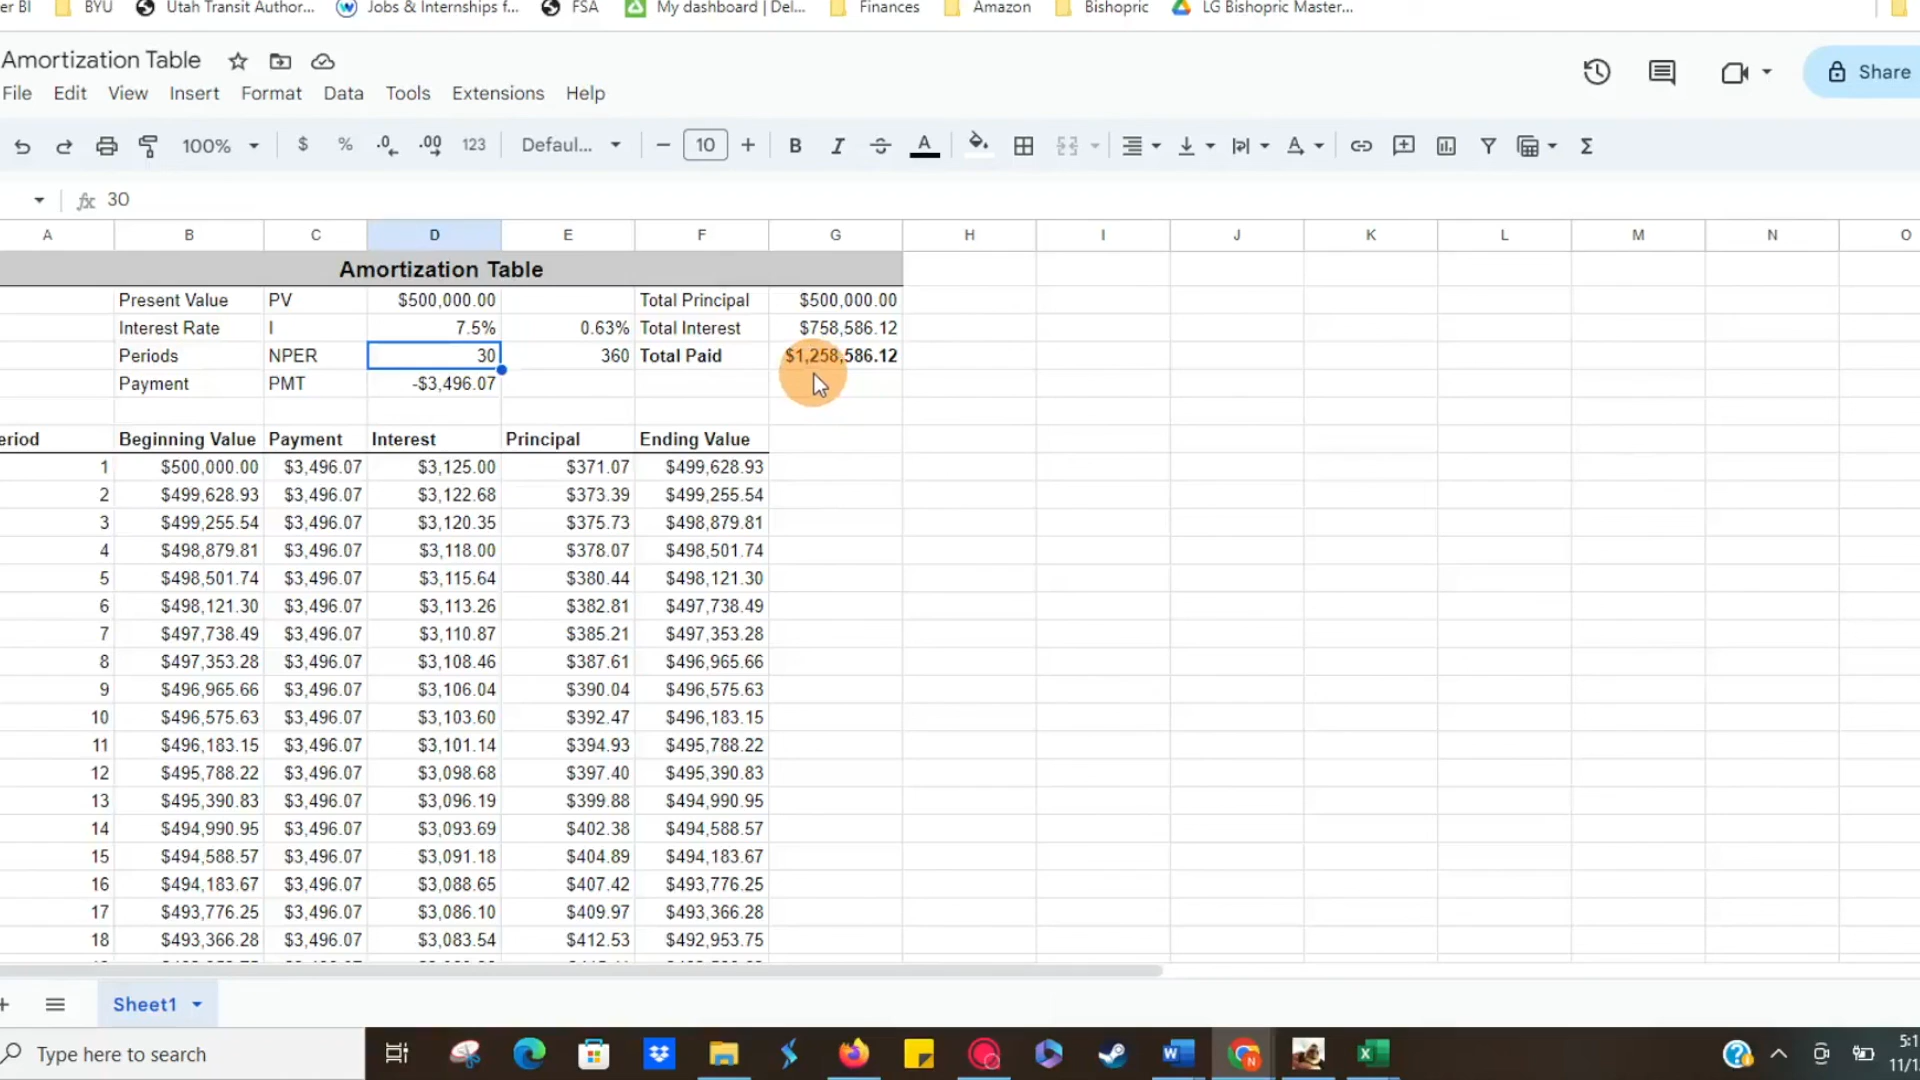 er BI BYU Utah Transit Author... Jobs & Internships f... FSA My dashboard | Del... Finances Amazon Bishopric LG Bishopric Master...
Amortization Table
Share
File Edit View Insert Format Data Tools Extensions Help
100% $ % .0 .00 123 Defaul... − 10 + B I S A Σ
fx 30
A B C D E F G H I J K L M N O
Amortization Table
Present Value PV $500,000.00 Total Principal $500,000.00
Interest Rate I 7.5% 0.63% Total Interest $758,586.12
Periods NPER 30 360 Total Paid $1,258,586.12
Payment PMT -$3,496.07
eriod Beginning Value Payment Interest Principal Ending Value
1 $500,000.00 $3,496.07 $3,125.00 $371.07 $499,628.93
2 $499,628.93 $3,496.07 $3,122.68 $373.39 $499,255.54
3 $499,255.54 $3,496.07 $3,120.35 $375.73 $498,879.81
4 $498,879.81 $3,496.07 $3,118.00 $378.07 $498,501.74
5 $498,501.74 $3,496.07 $3,115.64 $380.44 $498,121.30
6 $498,121.30 $3,496.07 $3,113.26 $382.81 $497,738.49
7 $497,738.49 $3,496.07 $3,110.87 $385.21 $497,353.28
8 $497,353.28 $3,496.07 $3,108.46 $387.61 $496,965.66
9 $496,965.66 $3,496.07 $3,106.04 $390.04 $496,575.63
10 $496,575.63 $3,496.07 $3,103.60 $392.47 $496,183.15
11 $496,183.15 $3,496.07 $3,101.14 $394.93 $495,788.22
12 $495,788.22 $3,496.07 $3,098.68 $397.40 $495,390.83
13 $495,390.83 $3,496.07 $3,096.19 $399.88 $494,990.95
14 $494,990.95 $3,496.07 $3,093.69 $402.38 $494,588.57
15 $494,588.57 $3,496.07 $3,091.18 $404.89 $494,183.67
16 $494,183.67 $3,496.07 $3,088.65 $407.42 $493,776.25
17 $493,776.25 $3,496.07 $3,086.10 $409.97 $493,366.28
18 $493,366.28 $3,496.07 $3,083.54 $412.53 $492,953.75
+ Sheet1
Type here to search
5:1
11/1